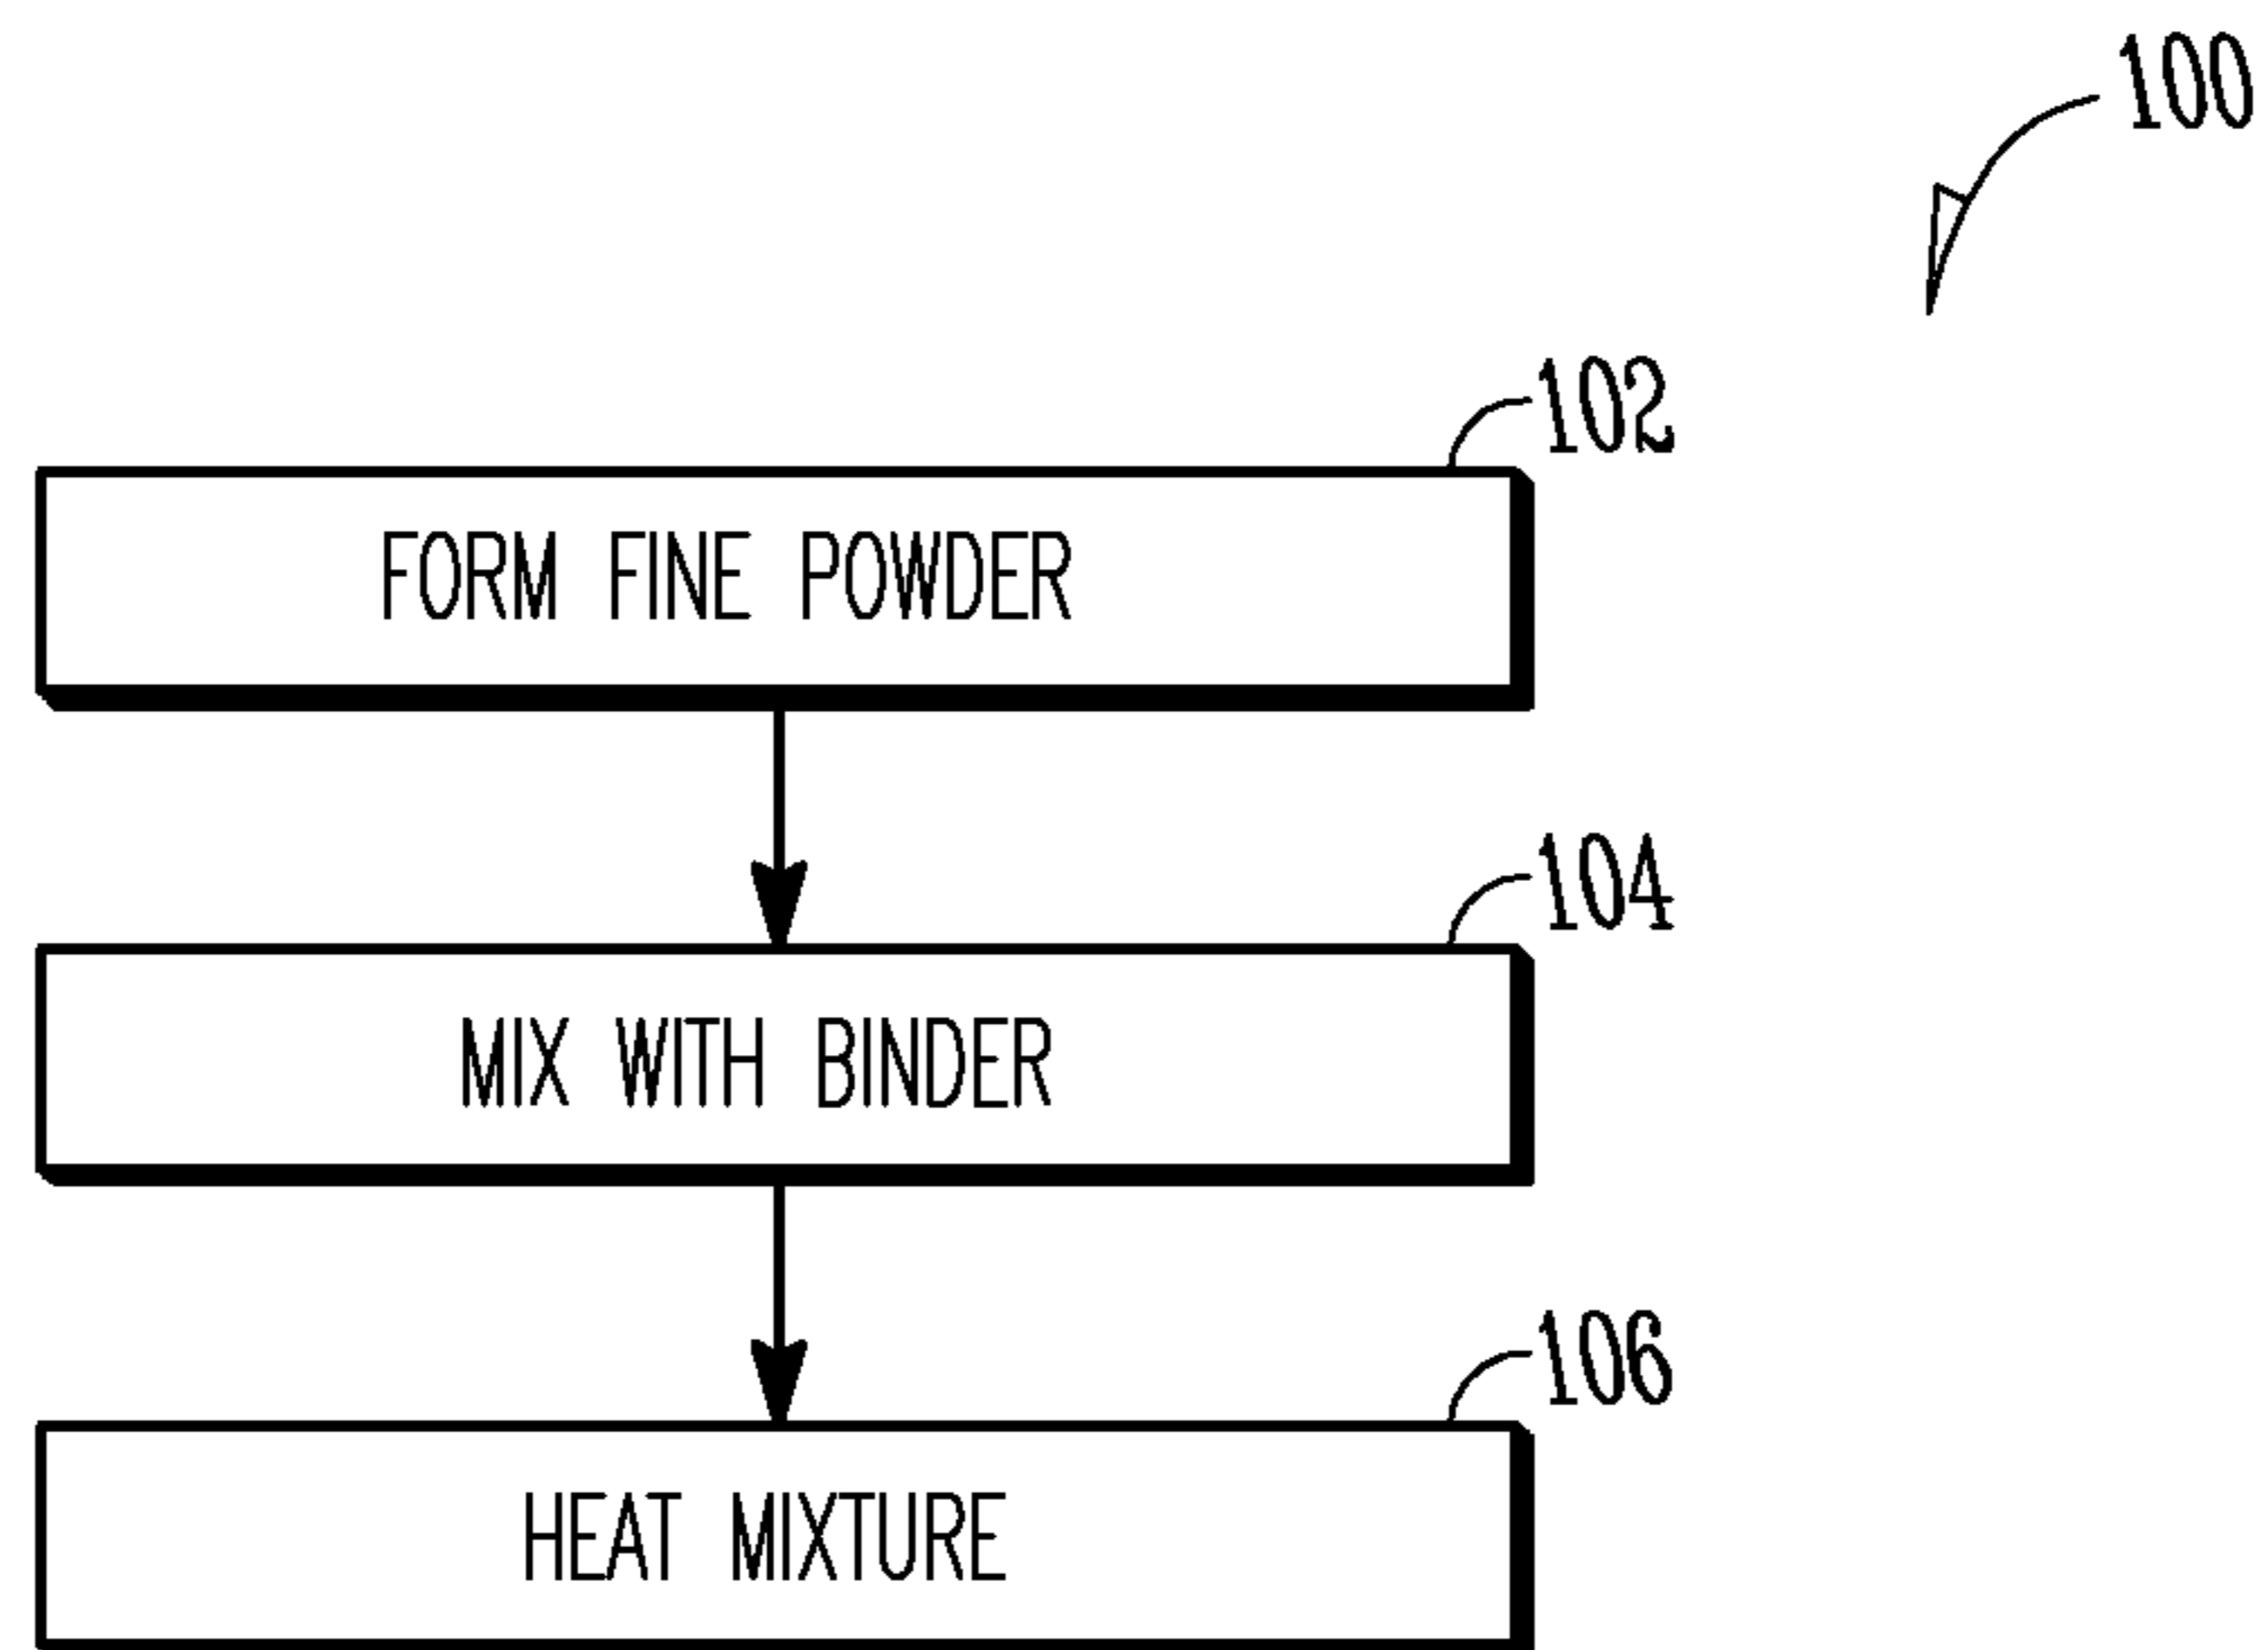 100
102
FORM FINE POWDER
104
MIX WITH BINDER
106
HEAT MIXTURE